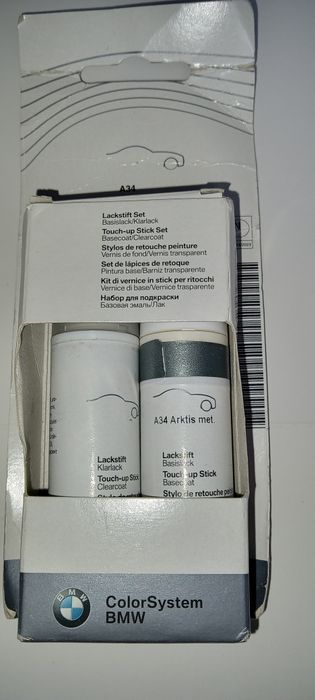 A34
Lackstift Set
Basislack/Klarlack
Touch-up Stick Set
Basecoat/Clearcoat
Stylos de retouche peinture
Vernis de fond/Vernis transparent
Set de lápices de retoque
Pintura base/Barniz transparente
Kit di vernice in stick per ritocchi
Vernice di base/Vernice trasparente
Набор для подкраски
Базовая эмаль/Лак
A34 Arktis met.
Lackstift
Klarlack
Touch-up Stick
Clearcoat
Lackstift
Basislack
Touch-up Stick
Basecoat
Stylo de retouche
BMW
ColorSystem
BMW